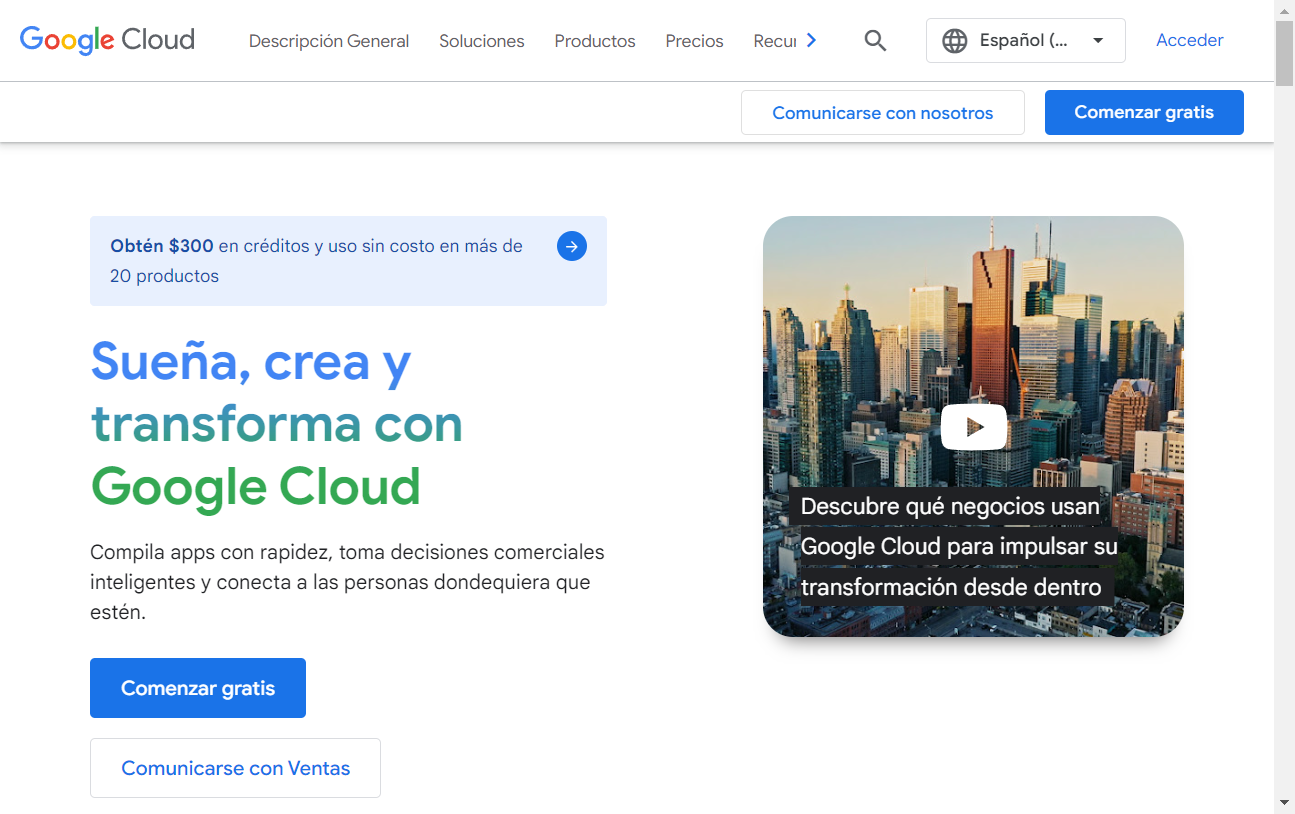 Google Cloud
Descripción General
Soluciones
Productos
Precios
Recu
Español (...
Acceder
Comunicarse con nosotros
Comenzar gratis
Obtén $300 en créditos y uso sin costo en más de
20 productos
Sueña, crea y
transforma con
Google Cloud
Compila apps con rapidez, toma decisiones comerciales
inteligentes y conecta a las personas dondequiera que
estén.
Comenzar gratis
Comunicarse con Ventas
Descubre qué negocios usan
Google Cloud para impulsar su
transformación desde dentro